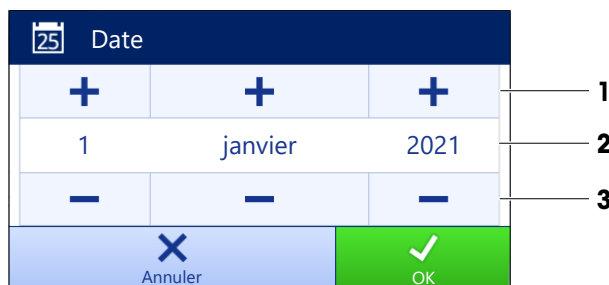 25 Date
+ + + 1
1 janvier 2021 2
− − − 3
Annuler OK